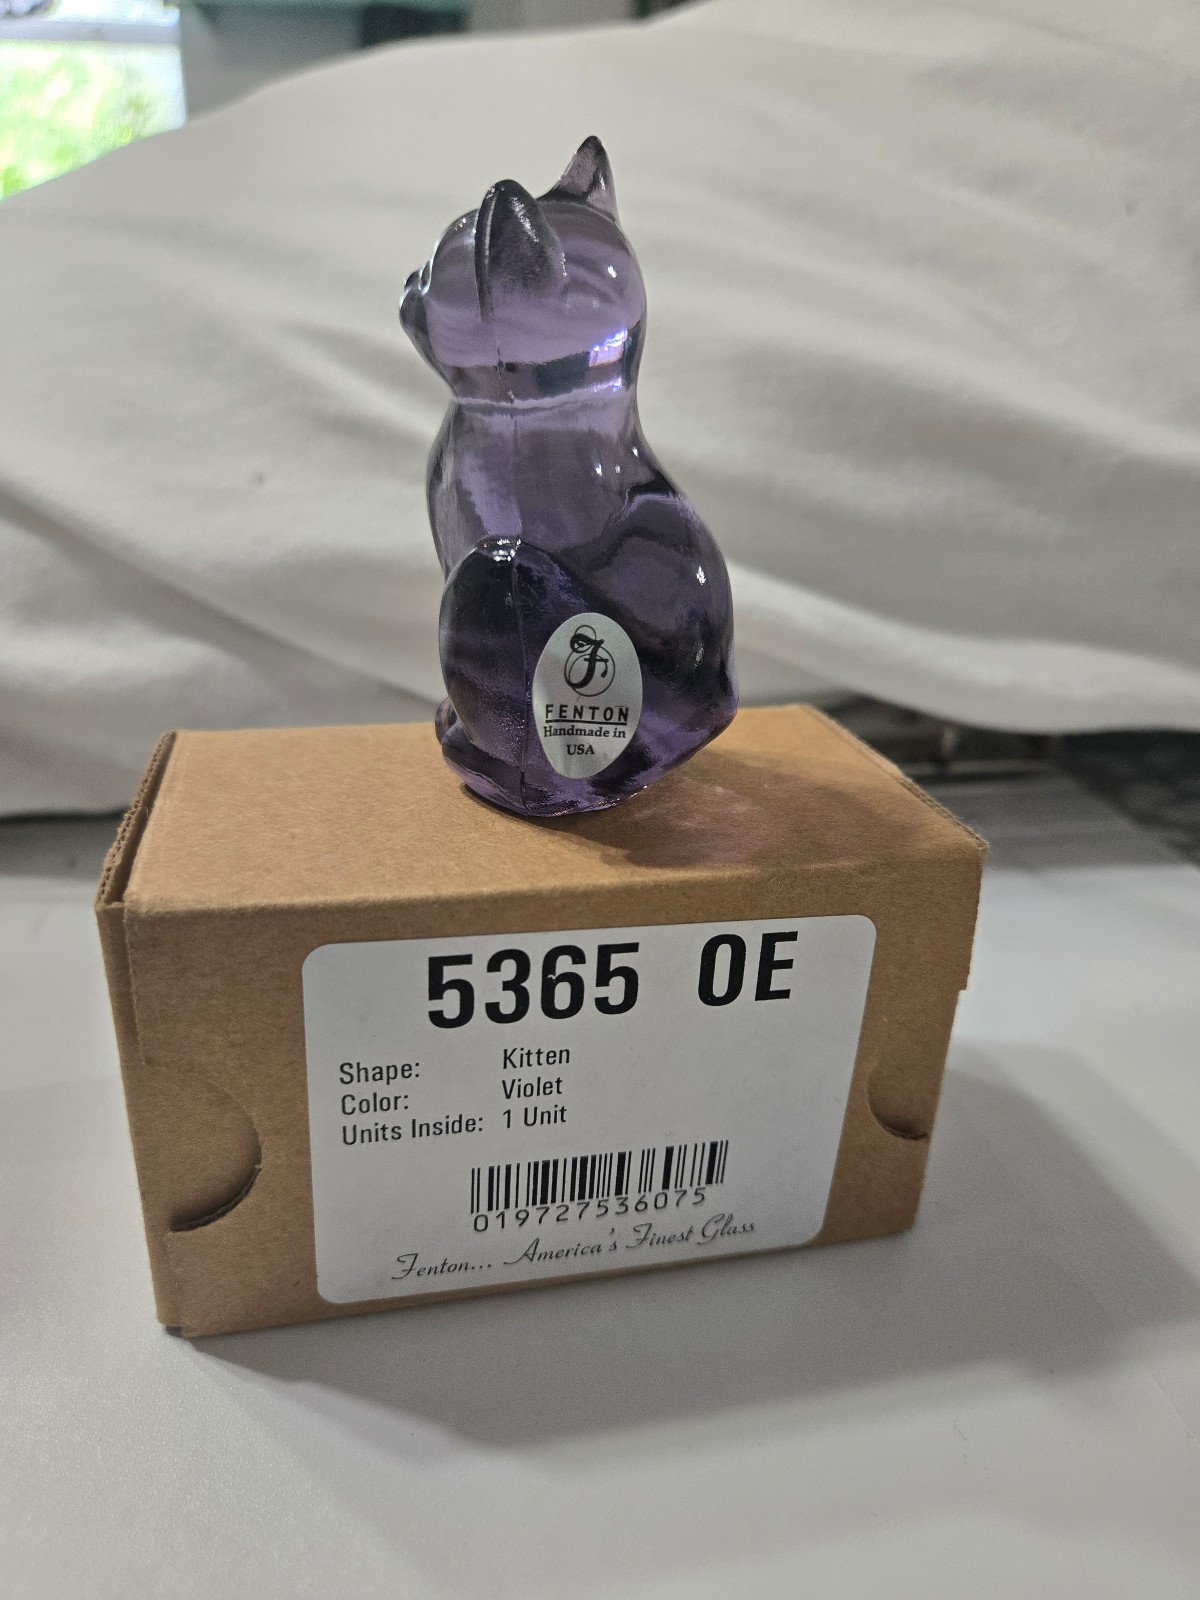 F
FENTON
Handmade in
USA
5365 OE
Shape: Kitten
Color: Violet
Units Inside: 1 Unit
019727536075
Fenton... America's Finest Glass